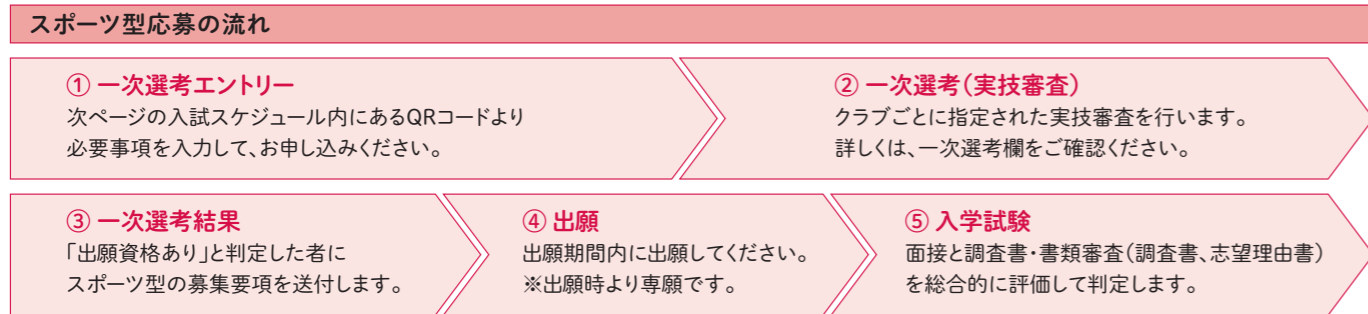 スポーツ型応募の流れ
① 一次選考エントリー
次ページの入試スケジュール内にあるQRコードより
必要事項を入力して、お申し込みください。
② 一次選考(実技審査)
クラブごとに指定された実技審査を行います。
詳しくは、一次選考欄をご確認ください。
③ 一次選考結果
「出願資格あり」と判定した者に
スポーツ型の募集要項を送付します。
④ 出願
出願期間内に出願してください。
※出願時より専願です。
⑤ 入学試験
面接と調査書・書類審査(調査書、志望理由書)
を総合的に評価して判定します。